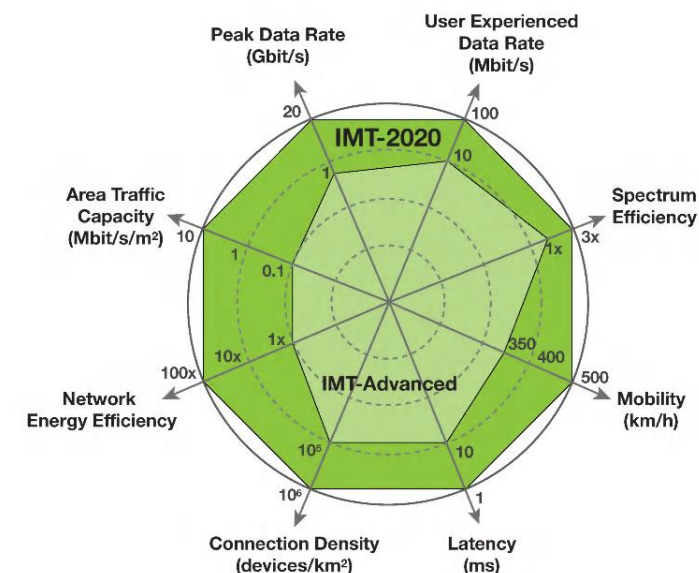 Peak Data Rate
(Gbit/s)
User Experienced
Data Rate
(Mbit/s)
20
100
IMT-2020
1
10
Area Traffic
Capacity
(Mbit/s/m²)
Spectrum
Efficiency
10
1
0.1
1x
3x
1x
10x
100x
350
400
500
Network
Energy Efficiency
IMT-Advanced
Mobility
(km/h)
10⁵
10
10⁶
1
Connection Density
(devices/km²)
Latency
(ms)